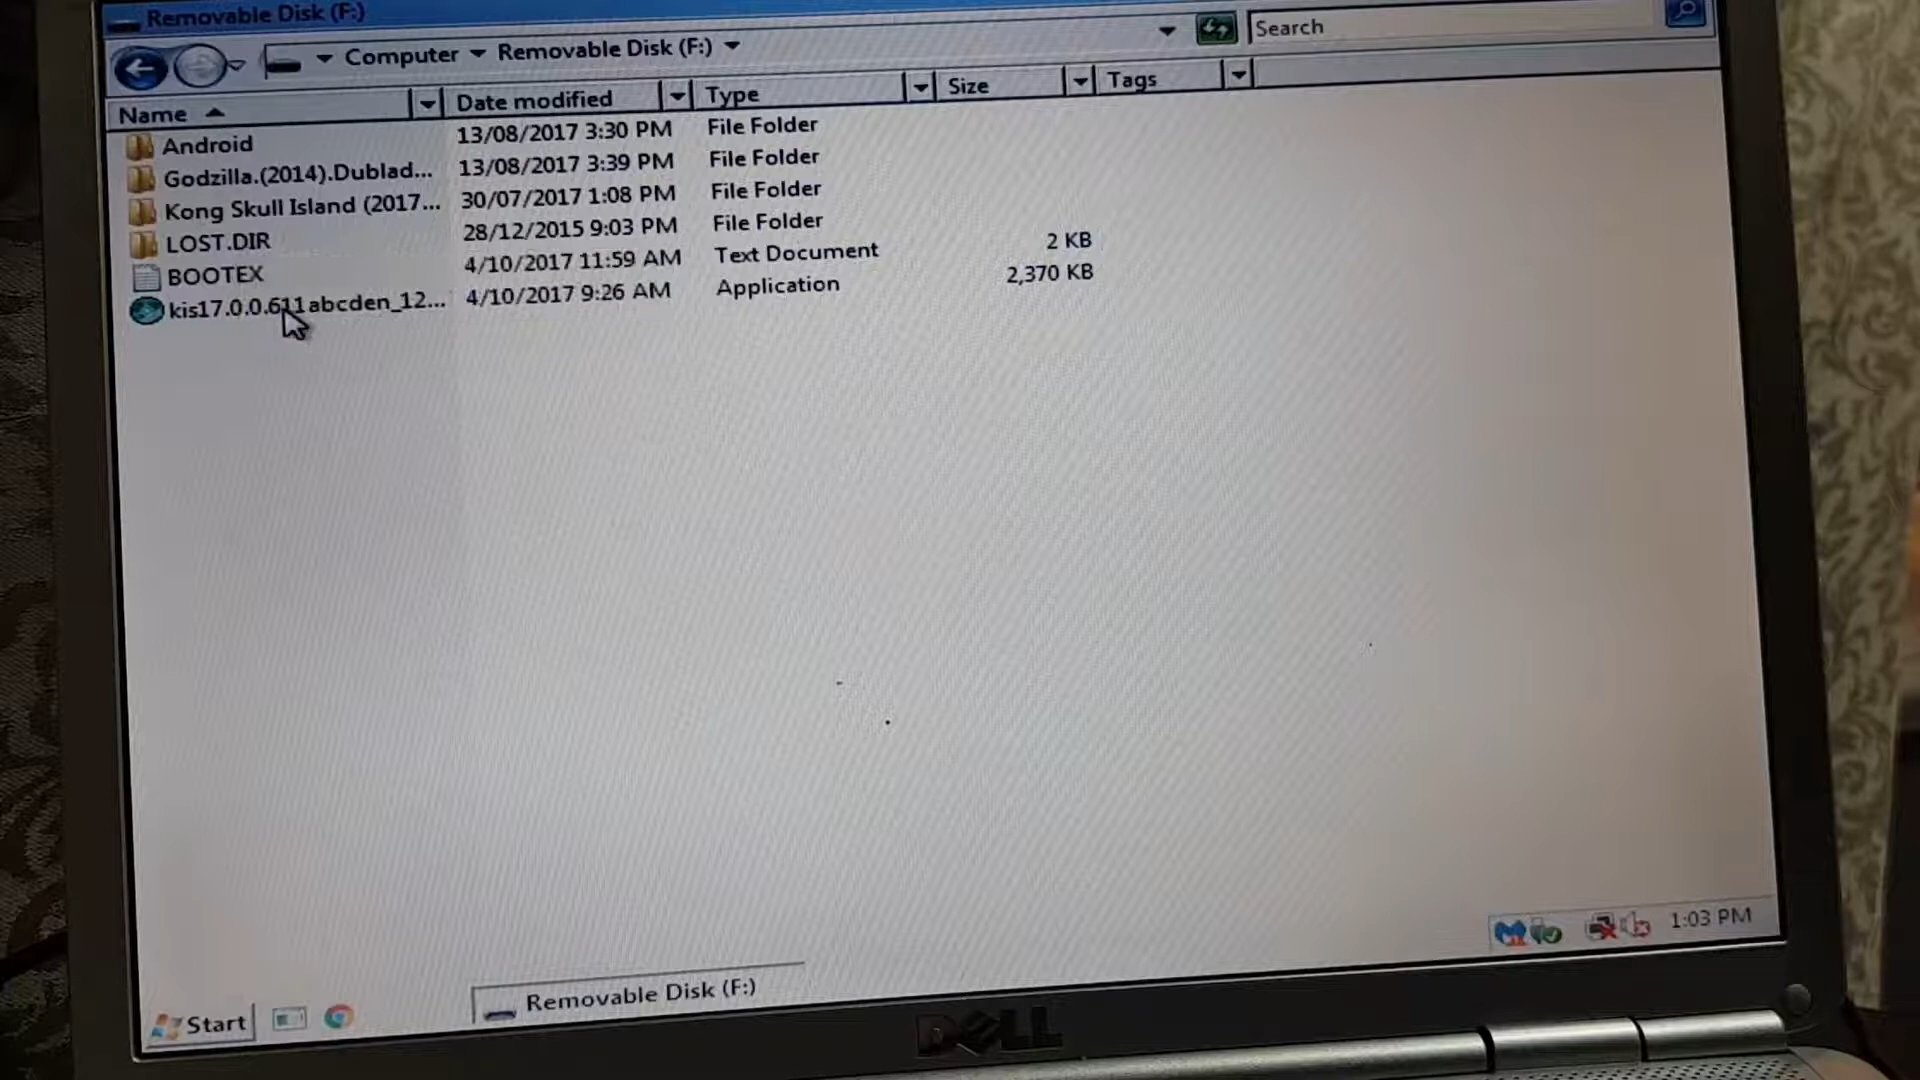 Removable Disk (F:)
Computer Removable Disk (F:)
Search
Name Date modified Type Size Tags
Android 13/08/2017 3:30 PM File Folder
Godzilla.(2014).Dublad... 13/08/2017 3:39 PM File Folder
Kong Skull Island (2017... 30/07/2017 1:08 PM File Folder
LOST.DIR 28/12/2015 9:03 PM File Folder
BOOTEX 4/10/2017 11:59 AM Text Document 2 KB
kis17.0.0.611abcden_12... 4/10/2017 9:26 AM Application 2,370 KB
1:03 PM
Start
Removable Disk (F:)
DELL